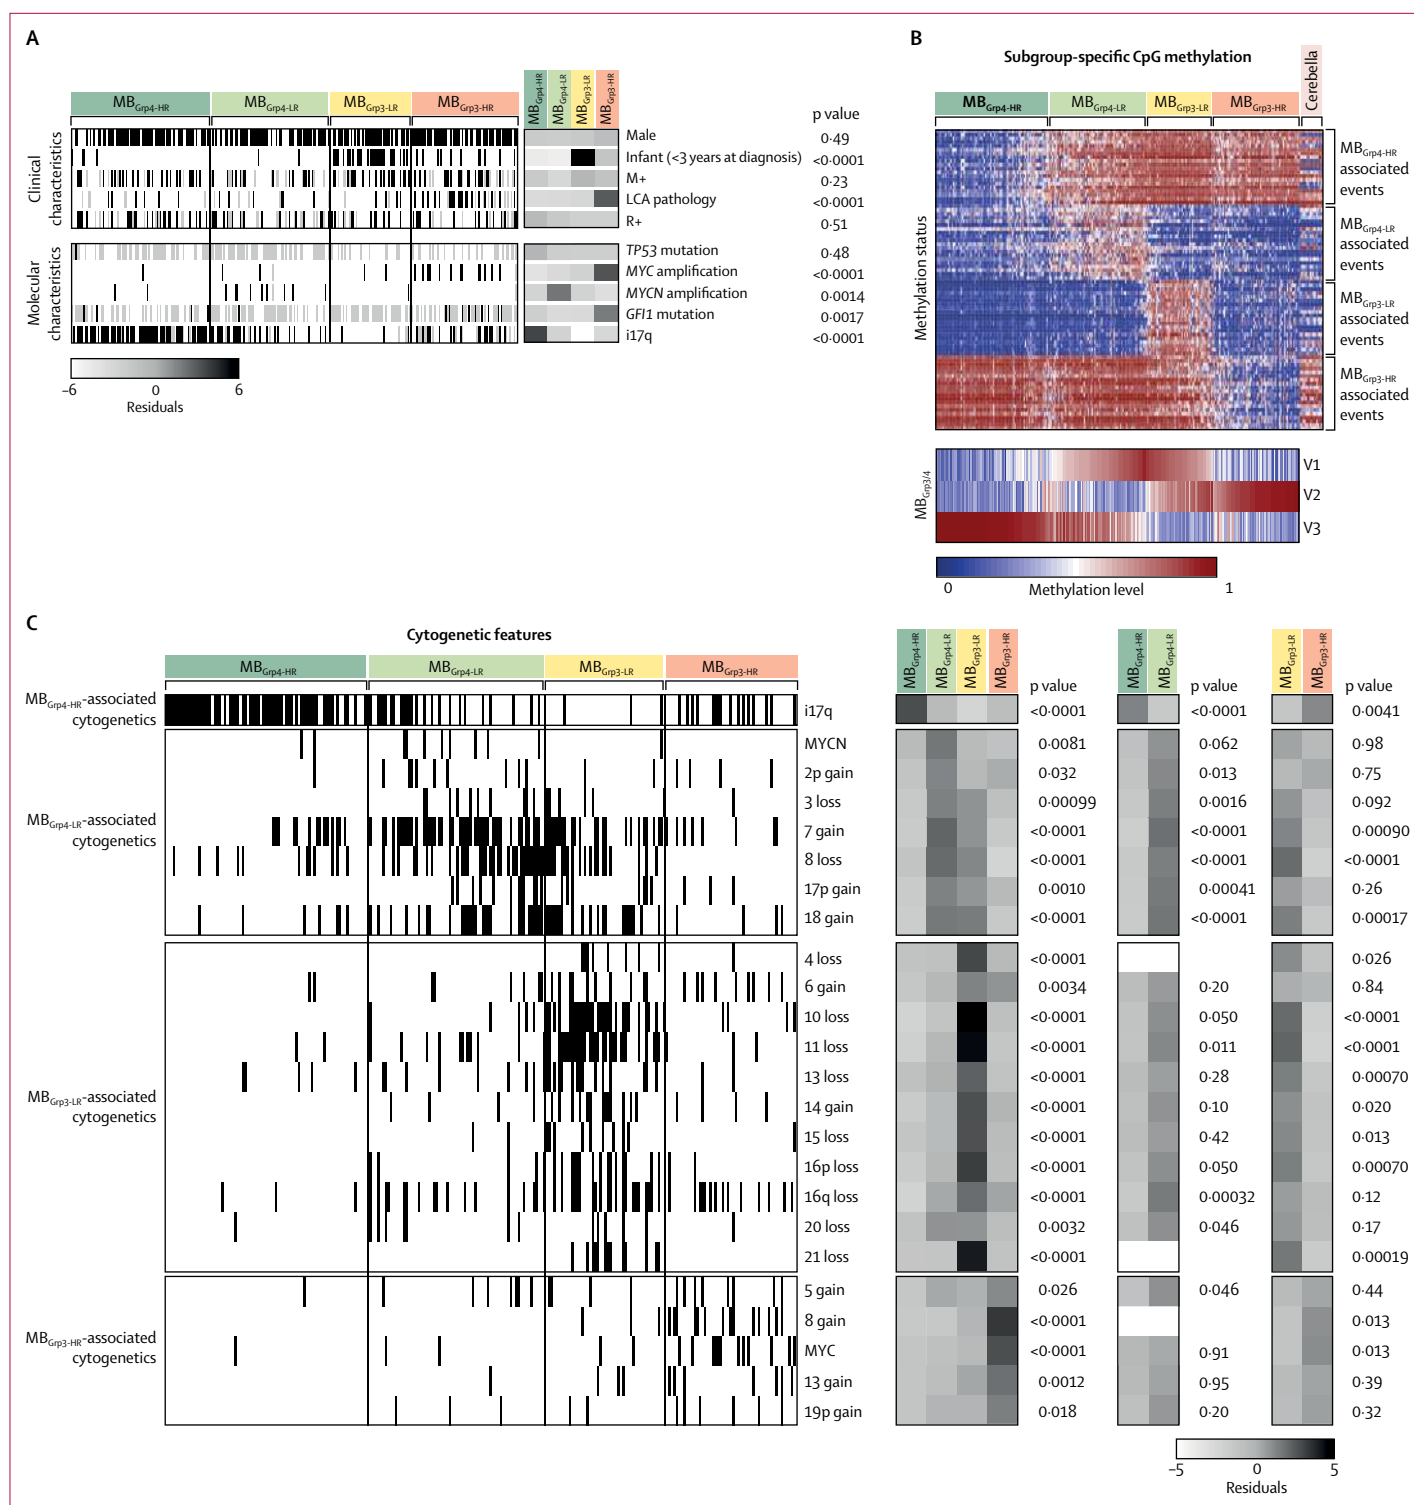 A
MBGrp4-HR MBGrp4-LR MBGrp3-LR MBGrp3-HR
MBGrp4-HR MBGrp4-LR MBGrp3-LR MBGrp3-HR
p value
Clinical characteristics
Male 0·49
Infant (<3 years at diagnosis) <0·0001
M+ 0·23
LCA pathology <0·0001
R+ 0·51
Molecular characteristics
TP53 mutation 0·48
MYC amplification <0·0001
MYCN amplification 0·0014
GFI1 mutation 0·0017
i17q <0·0001
–6 0 6
Residuals
B
Subgroup-specific CpG methylation
MBGrp4-HR MBGrp4-LR MBGrp3-LR MBGrp3-HR Cerebella
Methylation status
MBGrp4-HR
associated
events
MBGrp4-LR
associated
events
MBGrp3-LR
associated
events
MBGrp3-HR
associated
events
MBGrp3/4
V1
V2
V3
0 Methylation level 1
C
Cytogenetic features
MBGrp4-HR MBGrp4-LR MBGrp3-LR MBGrp3-HR
MBGrp4-HR MBGrp4-LR MBGrp3-LR MBGrp3-HR
MBGrp4-HR MBGrp4-LR
MBGrp3-LR MBGrp3-HR
p value p value p value
MBGrp4-HR-associated
cytogenetics
i17q <0·0001 <0·0001 0·0041
MBGrp4-LR-associated
cytogenetics
MYCN 0·0081 0·062 0·98
2p gain 0·032 0·013 0·75
3 loss 0·00099 0·0016 0·092
7 gain <0·0001 <0·0001 0·00090
8 loss <0·0001 <0·0001 <0·0001
17p gain 0·0010 0·00041 0·26
18 gain <0·0001 <0·0001 0·00017
MBGrp3-LR-associated
cytogenetics
4 loss <0·0001 0·026
6 gain 0·0034 0·20 0·84
10 loss <0·0001 0·050 <0·0001
11 loss <0·0001 0·011 <0·0001
13 loss <0·0001 0·28 0·00070
14 gain <0·0001 0·10 0·020
15 loss <0·0001 0·42 0·013
16p loss <0·0001 0·050 0·00070
16q loss <0·0001 0·00032 0·12
20 loss 0·0032 0·046 0·17
21 loss <0·0001 0·00019
MBGrp3-HR-associated
cytogenetics
5 gain 0·026 0·046 0·44
8 gain <0·0001 0·013
MYC <0·0001 0·91 0·013
13 gain 0·0012 0·95 0·39
19p gain 0·018 0·20 0·32
–5 0 5
Residuals